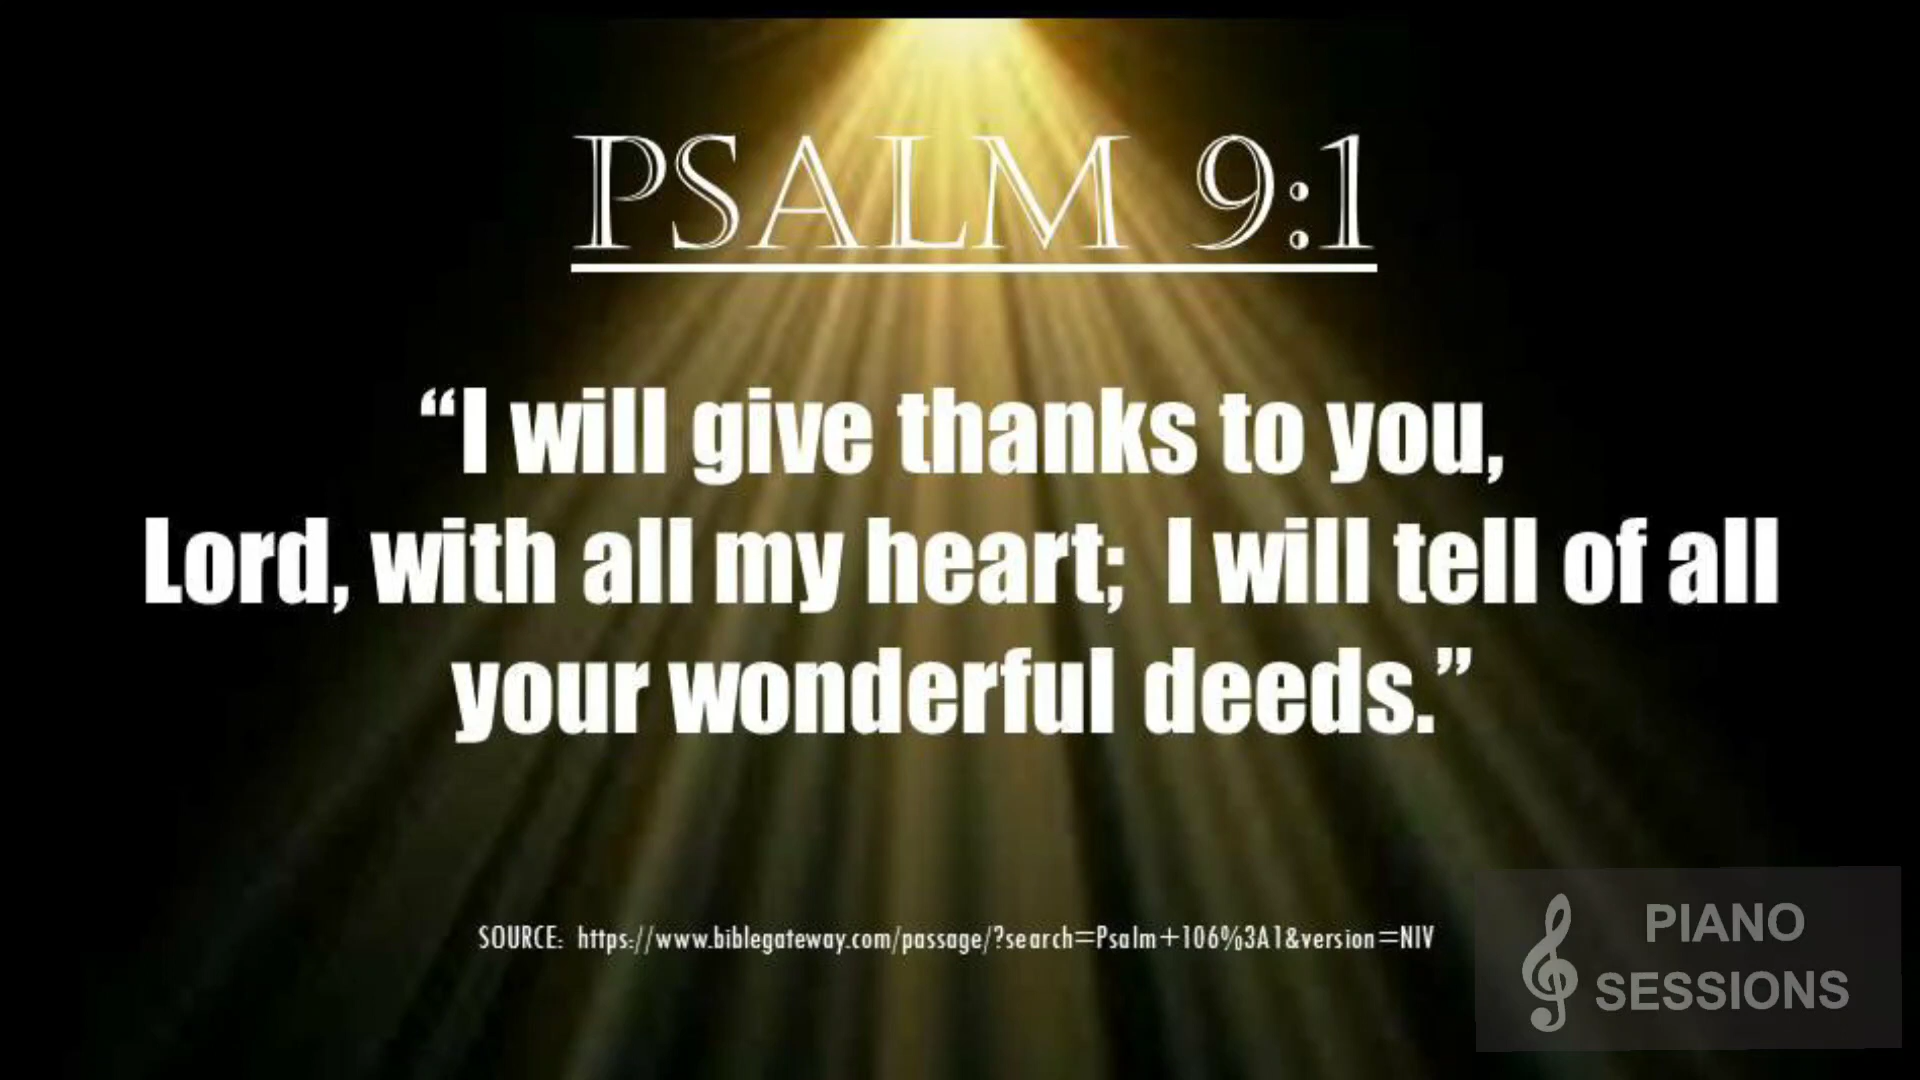 PSALM 9:1
“I will give thanks to you,
Lord, with all my heart;  I will tell of all
your wonderful deeds.”
SOURCE:  https://www.biblegateway.com/passage/?search=Psalm+106%3A1&version=NIV
PIANO
SESSIONS